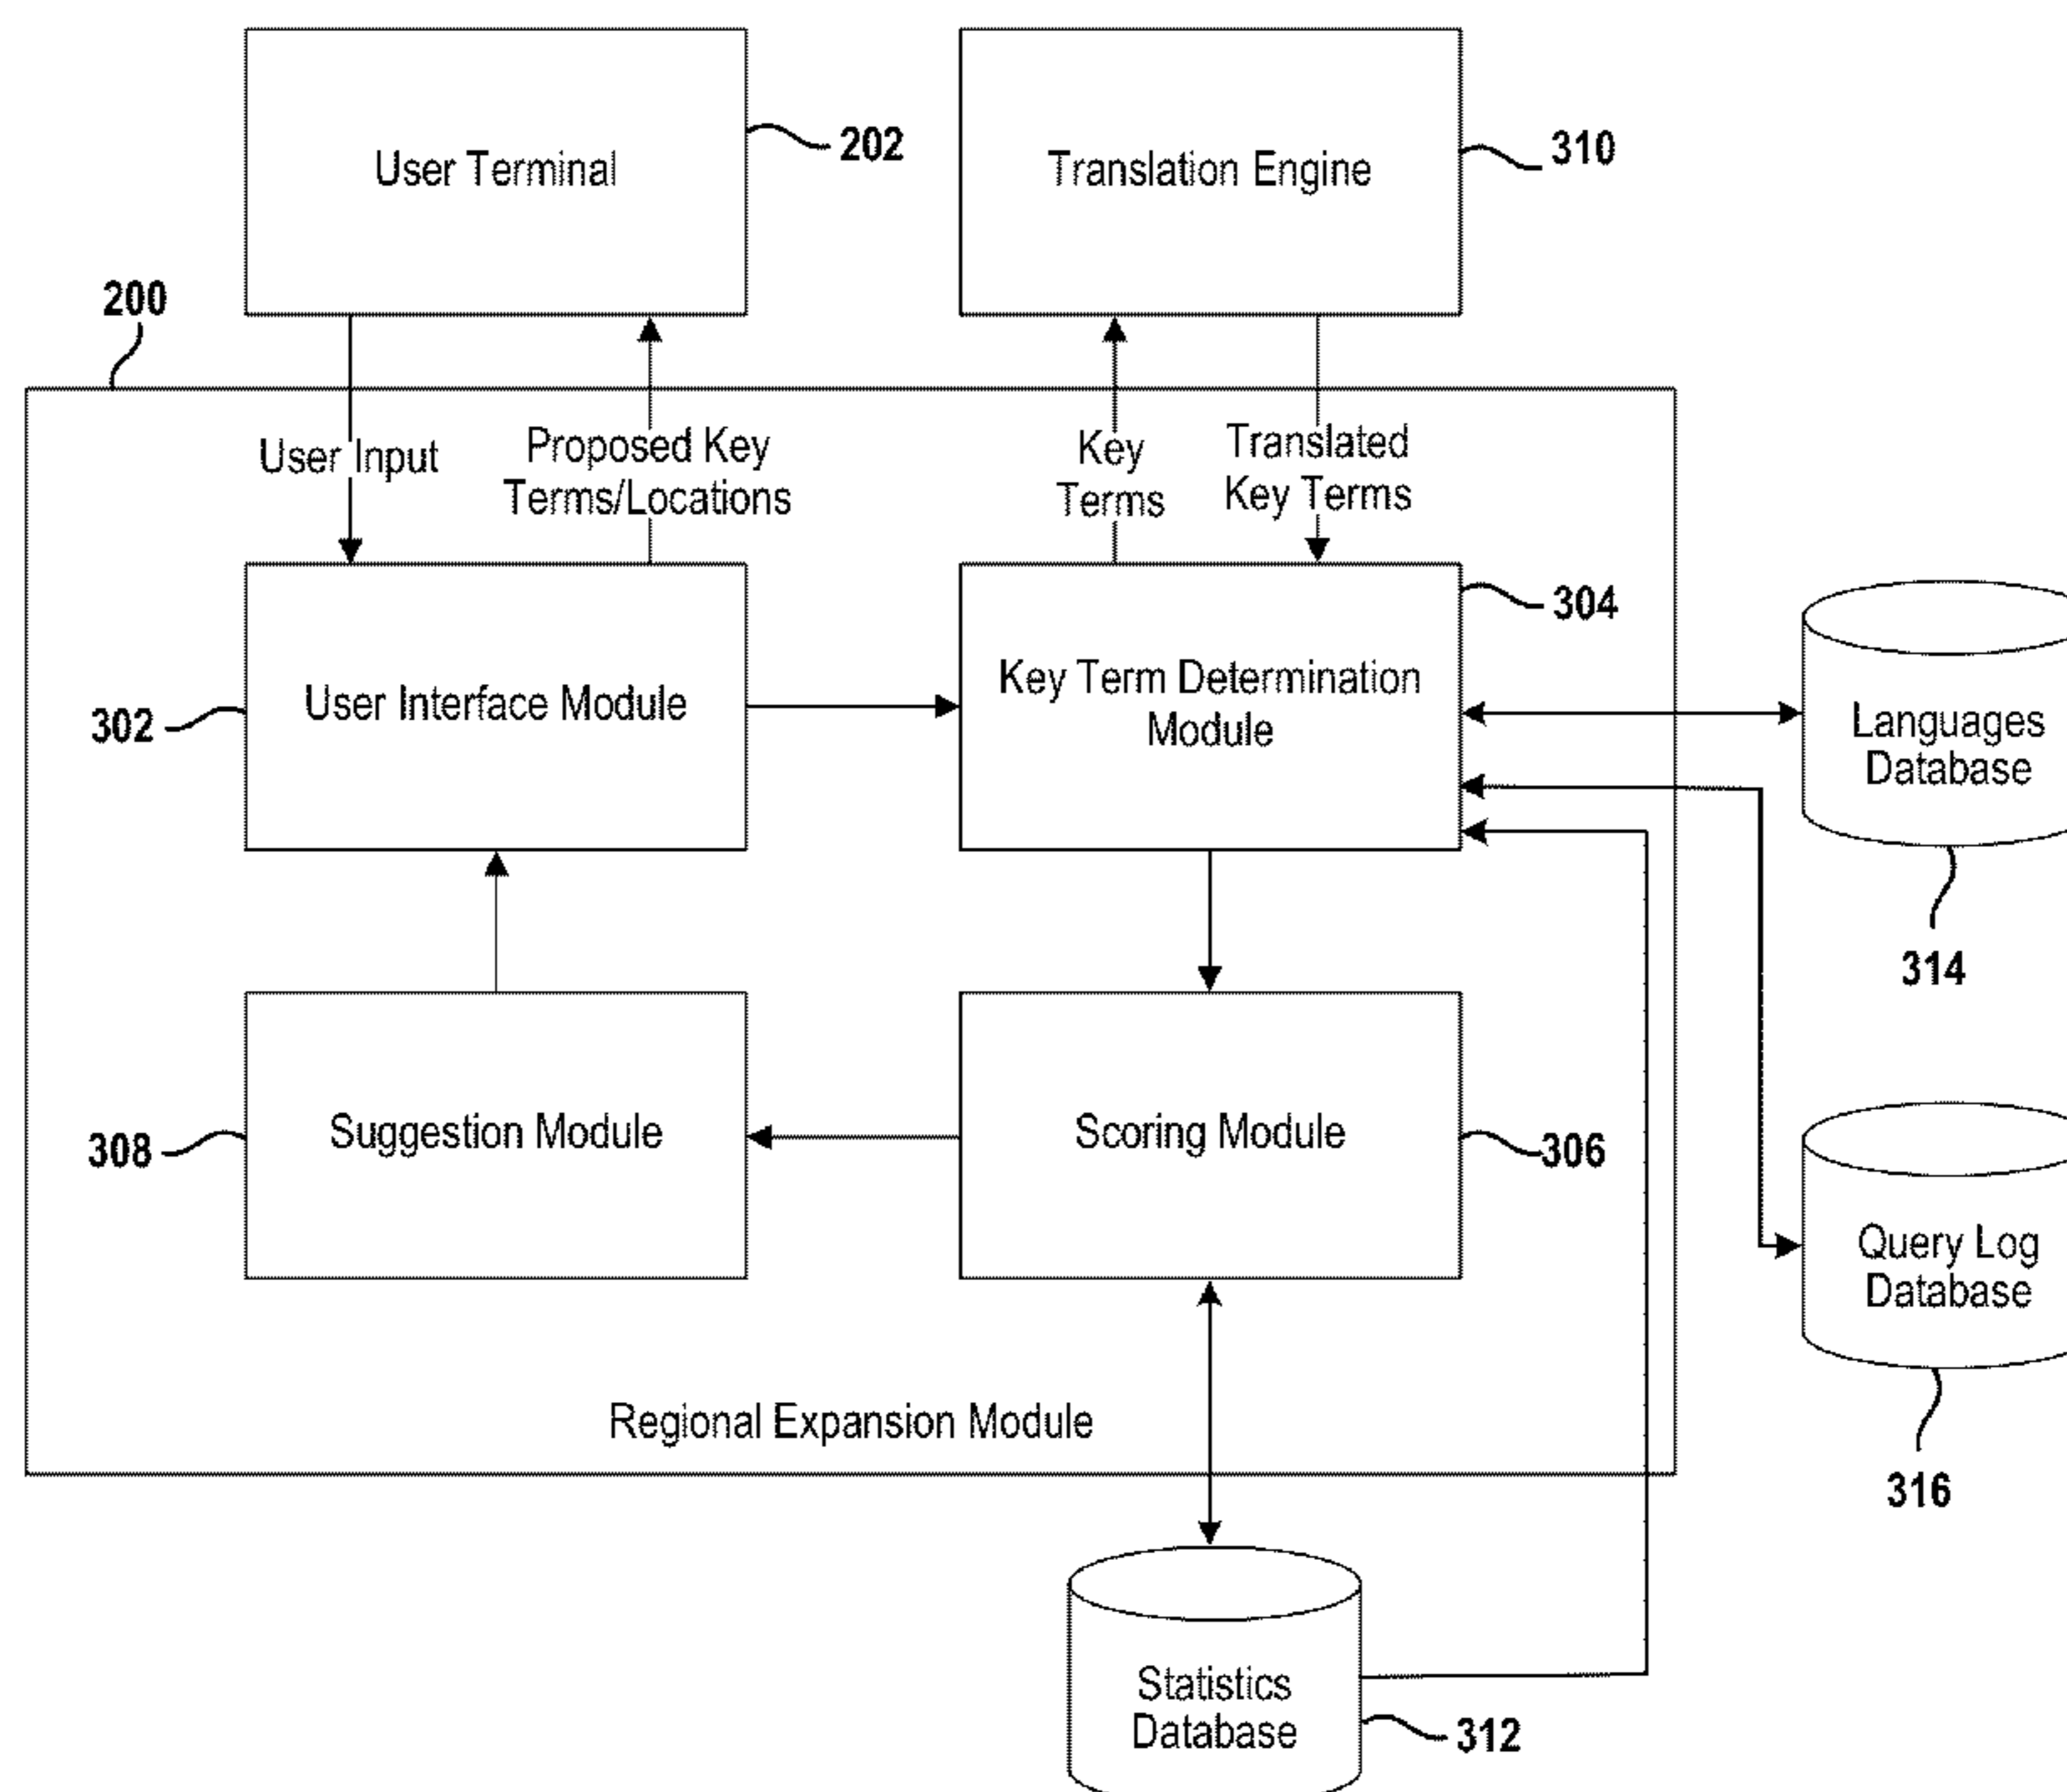 User Terminal
202
Translation Engine
310
200
User Input
Proposed Key
Terms/Locations
Key
Terms
Translated
Key Terms
302
User Interface Module
Key Term Determination
Module
304
Languages
Database
314
308
Suggestion Module
Scoring Module
306
Query Log
Database
316
Regional Expansion Module
Statistics
Database
312